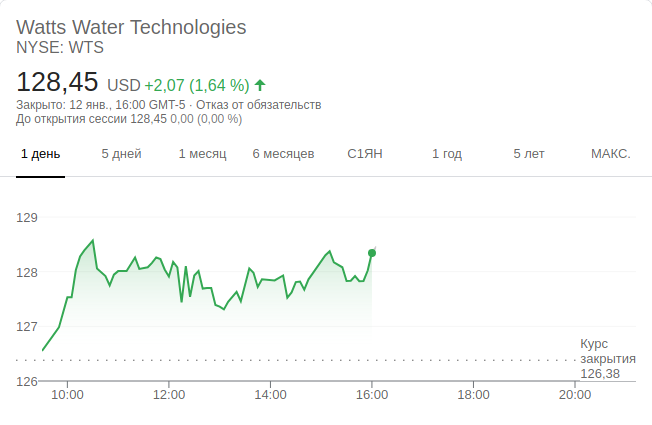 Watts Water Technologies
NYSE: WTS
128,45 USD +2,07 (1,64 %)
Закрыто: 12 янв., 16:00 GMT-5 · Отказ от обязательств
До открытия сессии 128,45 0,00 (0,00 %)
1 день 5 дней 1 месяц 6 месяцев С1ЯН 1 год 5 лет МАКС.
129
128
127
Курс
закрытия
126,38
126
10:00 12:00 14:00 16:00 18:00 20:00